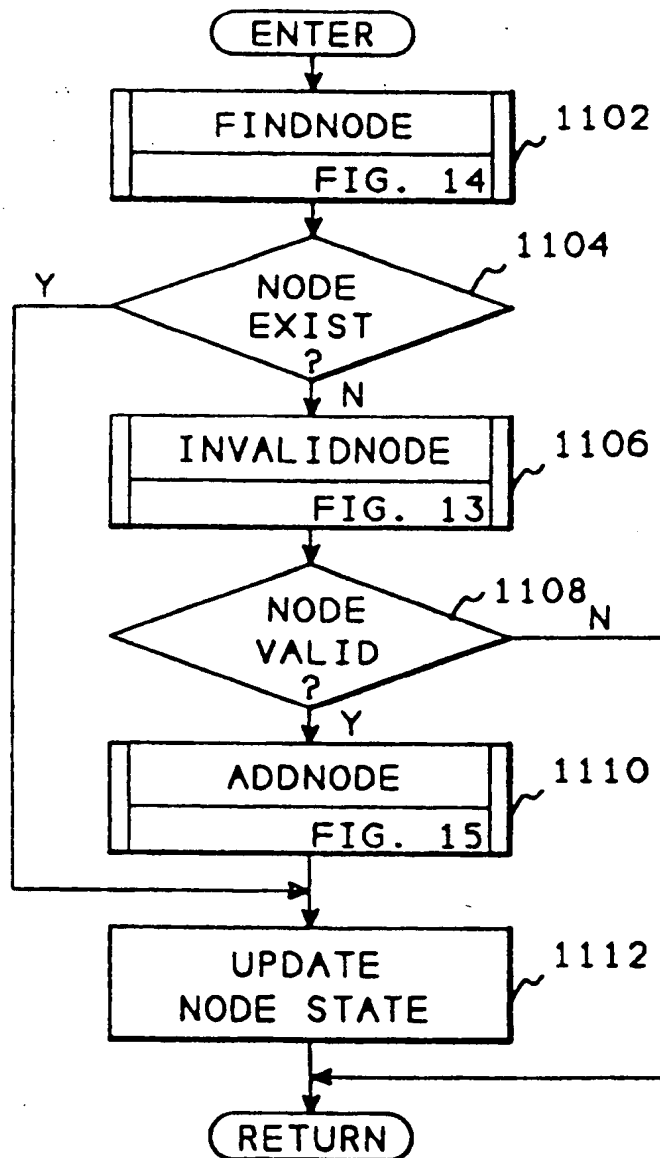 ENTER
FINDNODE
1102
FIG. 14
1104
Y
NODE
EXIST
?
N
INVALIDNODE
1106
FIG. 13
1108
NODE
N
VALID
?
Y
ADDNODE
1110
FIG. 15
UPDATE
1112
NODE STATE
RETURN